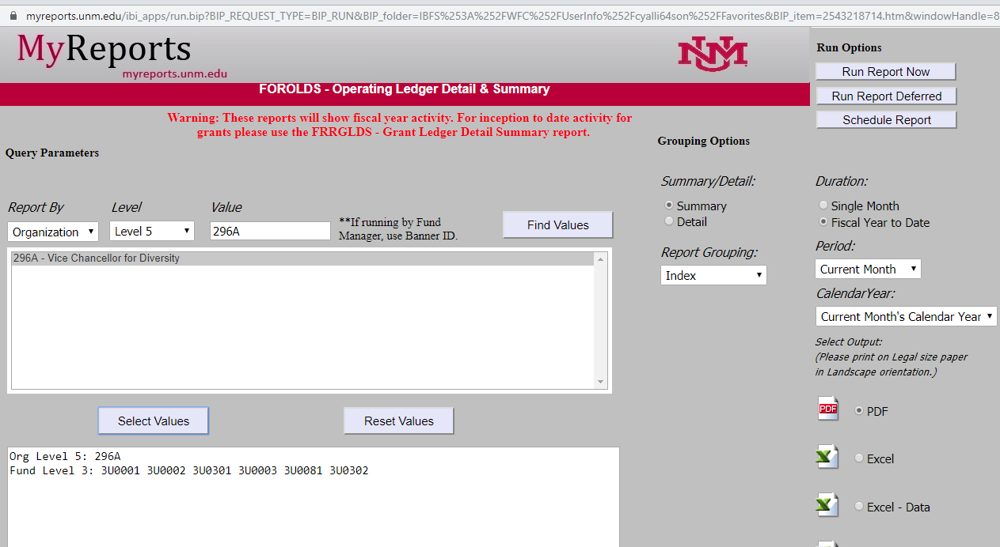 myreports.unm.edu/ibi_apps/run.bip?BIP_REQUEST_TYPE=BIP_RUN&BIP_folder=IBFS%253A%252FWFC%252FUserInfo%252Fcyalli64son%252FFavorites&BIP_item=2543218714.htm&windowHandle=8
MyReports
myreports.unm.edu
UNM
FOROLDS - Operating Ledger Detail & Summary
Warning: These reports will show fiscal year activity. For inception to date activity for
grants please use the FRRGLDS - Grant Ledger Detail Summary report.
Query Parameters
Report By
Level
Value
Organization
Level 5
296A
**If running by Fund
Manager, use Banner ID.
Find Values
296A - Vice Chancellor for Diversity
Select Values
Reset Values
Org Level 5: 296A
Fund Level 3: 3U0001 3U0002 3U0301 3U0003 3U0081 3U0302
Grouping Options
Summary/Detail:
Summary
Detail
Report Grouping:
Index
Run Options
Run Report Now
Run Report Deferred
Schedule Report
Duration:
Single Month
Fiscal Year to Date
Period:
Current Month
CalendarYear:
Current Month's Calendar Year
Select Output:
(Please print on Legal size paper
in Landscape orientation.)
PDF
PDF
Excel
Excel - Data